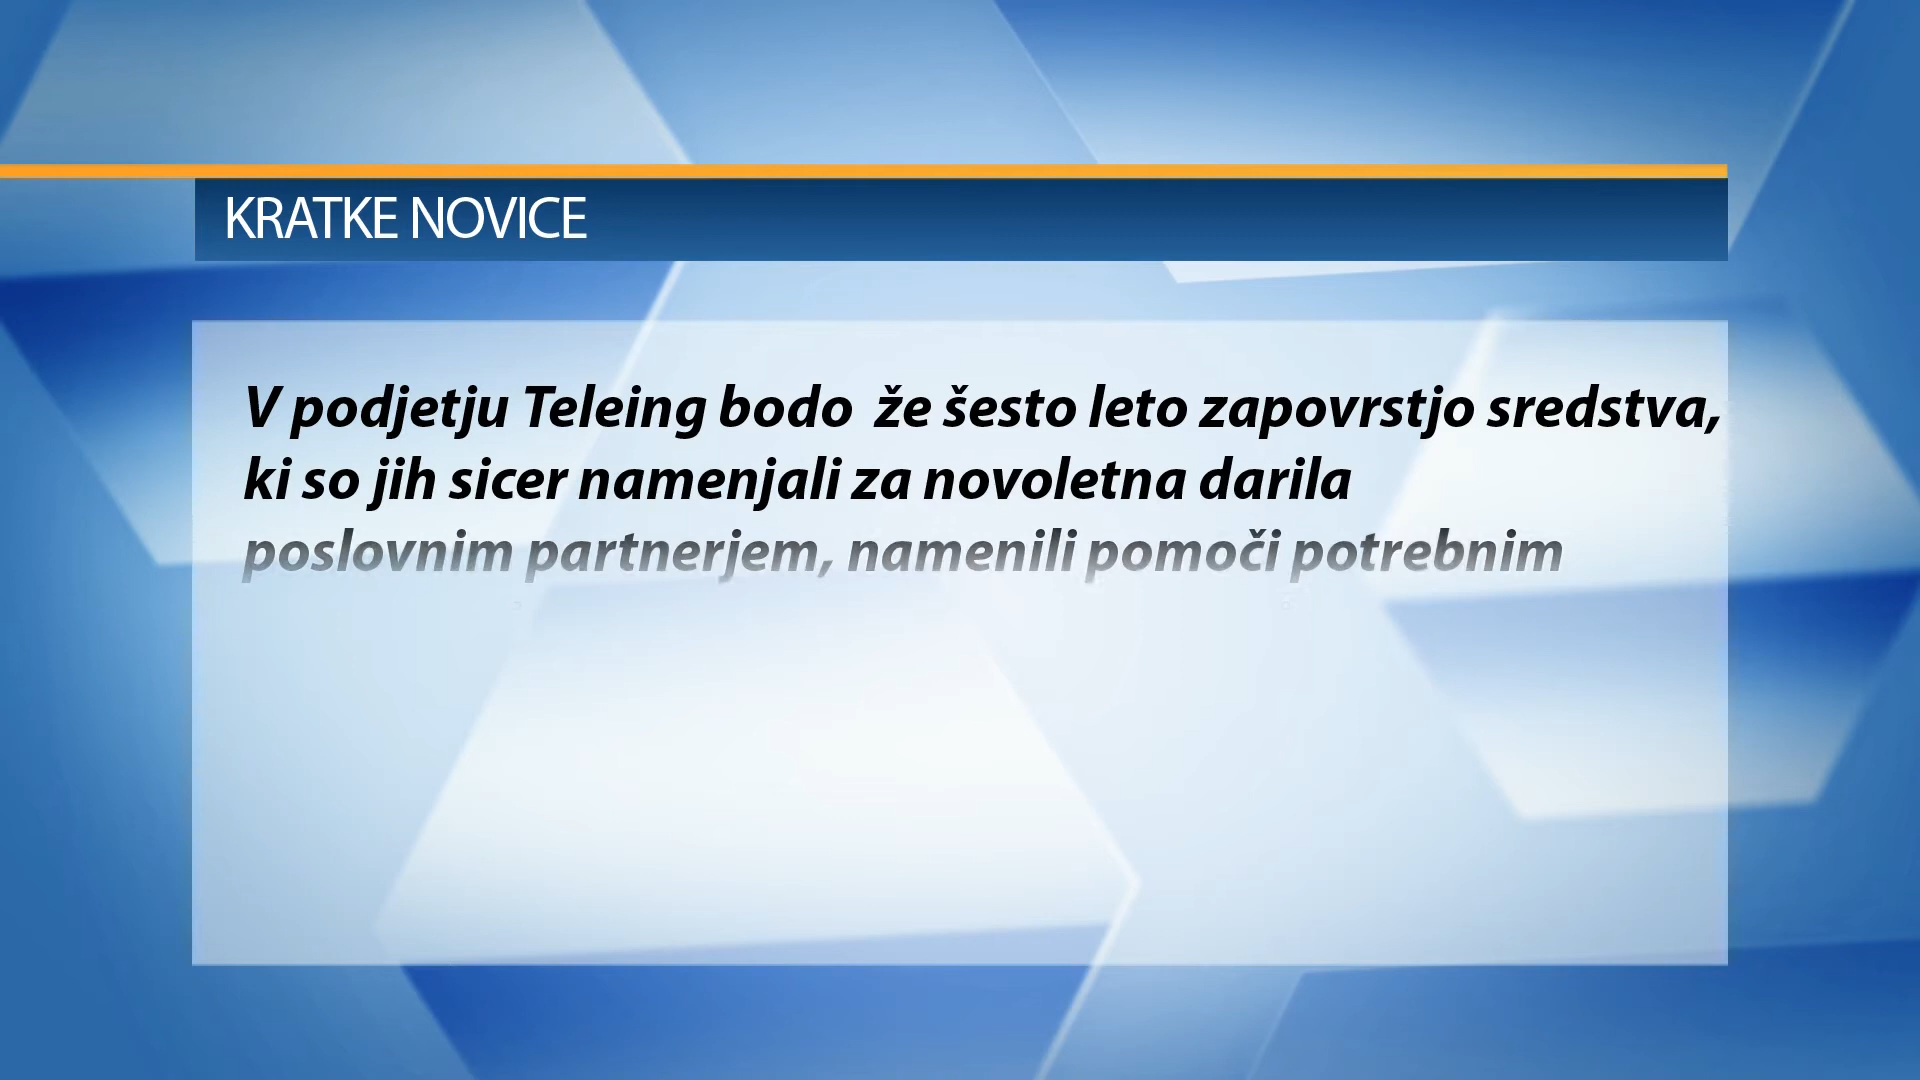 KRATKE NOVICE
V podjetju Teleing bodo že šesto leto zapovrstjo sredstva,
ki so jih sicer namenjali za novoletna darila
poslovnim partnerjem, namenili pomoči potrebnim